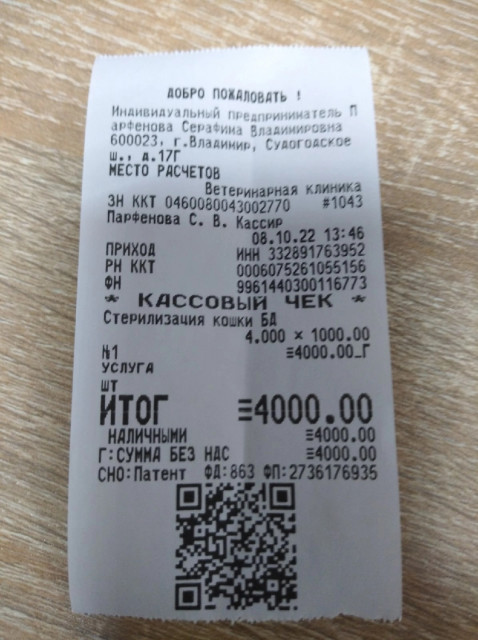 ДОБРО ПОЖАЛОВАТЬ !
Индивидуальный предприниматель П
арфенова Серафина Владимировна
600023, г.Владимир, Судогодское
ш., д.17Г
МЕСТО РАСЧЕТОВ
Ветеринарная клиника
ЗН ККТ 0460080043002770 #1043
Парфенова С. В. Кассир
08.10.22 13:46
ПРИХОД ИНН 332891763952
РН ККТ 0006075261055156
ФН 9961440300116773
* КАССОВЫЙ ЧЕК *
Стерилизация кошки БД
4.000 × 1000.00
№1 ≡4000.00_Г
УСЛУГА
ШТ
ИТОГ ≡4000.00
НАЛИЧНЫМИ ≡4000.00
Г:СУММА БЕЗ НДС ≡4000.00
СНО:Патент ФД:863 ФП:2736176935